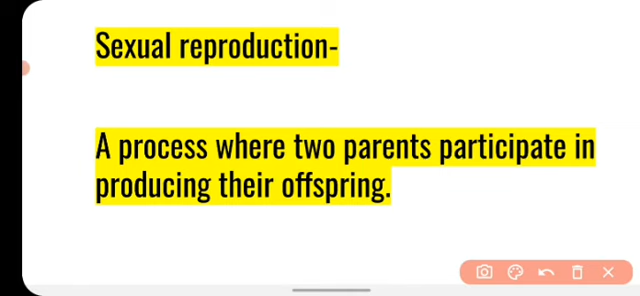 Sexual reproduction-
A process where two parents participate in
producing their offspring.